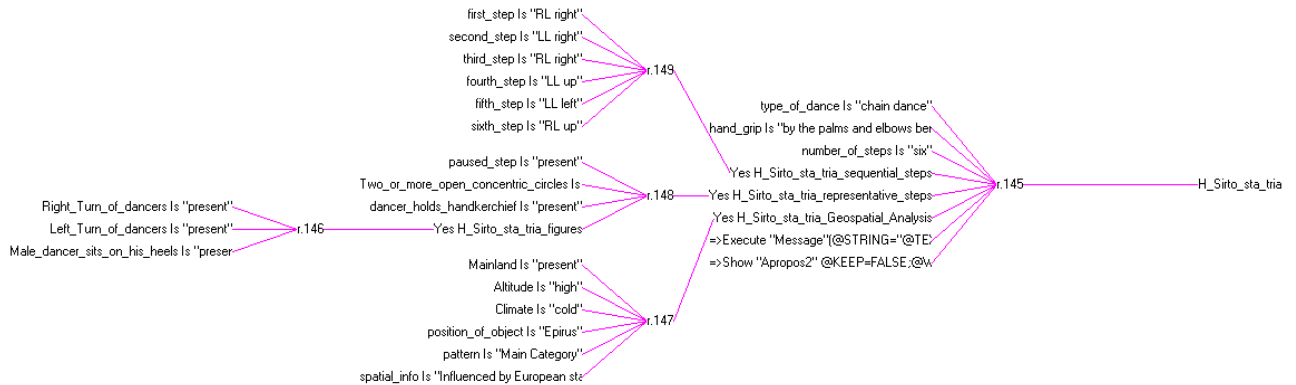 first_step Is "RL right"
second_step Is "LL right"
third_step Is "RL right"
r.149
fourth_step Is "LL up"
fifth_step Is "LL left"
sixth_step Is "RL up"
type_of_dance Is "chain dance"
hand_grip Is "by the palms and elbows ber
number_of_steps Is "six"
Yes H_Sirto_sta_tria_sequential_steps
paused_step Is "present"
Two_or_more_open_concentric_circles Is
r.145
H_Sirto_sta_tria
r.148
Yes H_Sirto_sta_tria_representative_steps
dancer_holds_handkerchief Is "present"
Right_Turn_of_dancers Is "present"
Yes H_Sirto_sta_tria_Geospatial_Analysis
Left_Turn_of_dancers Is "present"
r.146
Yes H_Sirto_sta_tria_figures
=>Execute "Message"(@STRING="@TE
Male_dancer_sits_on_his_heels Is "preser
=>Show "Apropos2" @KEEP=FALSE;@W
Mainland Is "present"
Altitude Is "high"
Climate Is "cold"
r.147
position_of_object Is "Epirus"
pattern Is "Main Category"
spatial_info Is "Influenced by European sta